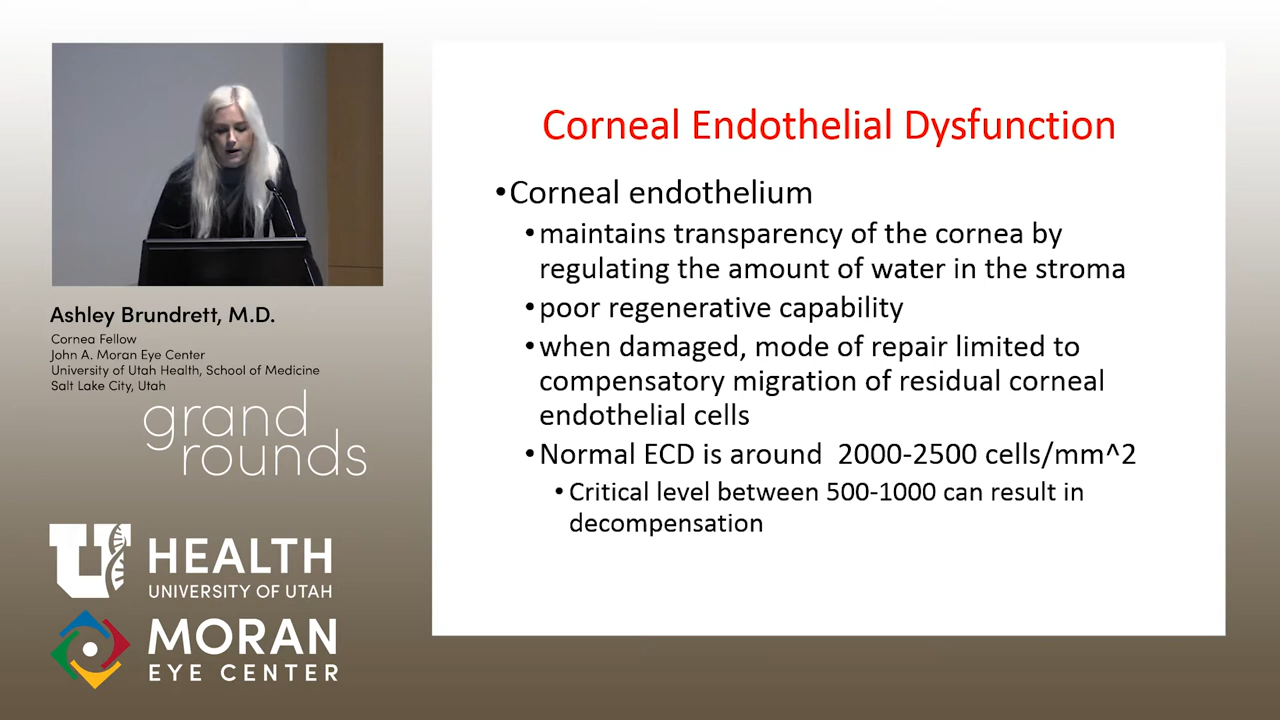 Ashley Brundrett, M.D.
Cornea Fellow
John A. Moran Eye Center
University of Utah Health, School of Medicine
Salt Lake City, Utah
grand
rounds
U HEALTH
UNIVERSITY OF UTAH
MORAN
EYE CENTER
Corneal Endothelial Dysfunction
•Corneal endothelium
•maintains transparency of the cornea by
regulating the amount of water in the stroma
•poor regenerative capability
•when damaged, mode of repair limited to
compensatory migration of residual corneal
endothelial cells
•Normal ECD is around 2000-2500 cells/mm^2
•Critical level between 500-1000 can result in
decompensation